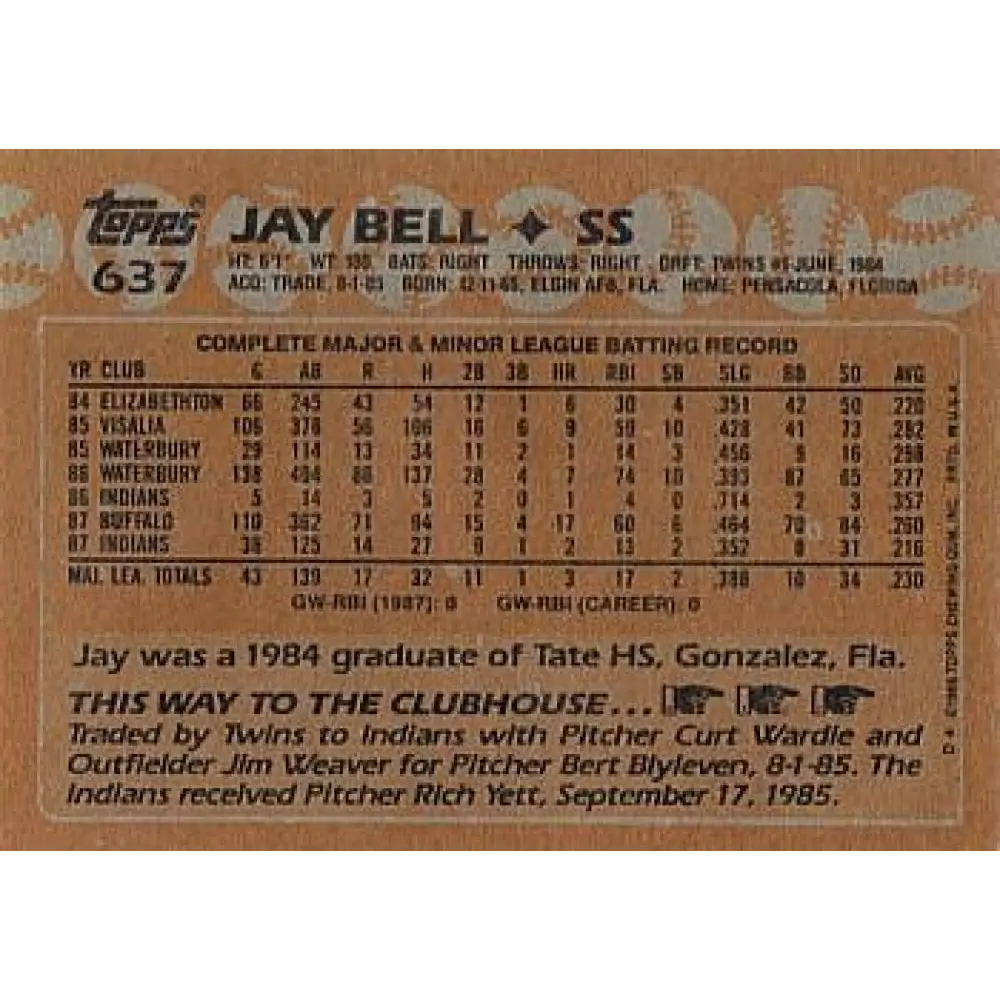 Topps® JAY BELL ✦ SS
637
HT: 6'1" WT: 180 BATS: RIGHT THROWS: RIGHT DRFT: TWINS #1-JUNE, 1984
ACQ: TRADE, 8-1-85 BORN: 12-11-65, ELGIN AFB, FLA. HOME: PENSACOLA, FLORIDA
COMPLETE MAJOR & MINOR LEAGUE BATTING RECORD
YR CLUB G AB R H 2B 3B HR RBI SB SLG BB SO AVG
84 ELIZABETHTON 66 245 43 54 12 1 6 30 4 .351 42 50 .220
85 VISALIA 106 376 56 106 16 6 9 59 10 .428 41 73 .282
85 WATERBURY 29 114 13 34 11 2 1 14 3 .456 9 16 .298
86 WATERBURY 138 494 86 137 28 4 7 74 10 .393 87 65 .277
86 INDIANS 5 14 3 5 2 0 1 4 0 .714 2 3 .357
87 BUFFALO 110 362 71 94 15 4 17 60 6 .464 70 84 .260
87 INDIANS 38 125 14 27 9 1 2 13 2 .352 8 31 .216
MAJ. LEA. TOTALS 43 139 17 32 11 1 3 17 2 .388 10 34 .230
GW-RBI (1987): 0 GW-RBI (CAREER): 0
Jay was a 1984 graduate of Tate HS, Gonzalez, Fla.
THIS WAY TO THE CLUBHOUSE...
Traded by Twins to Indians with Pitcher Curt Wardle and
Outfielder Jim Weaver for Pitcher Bert Blyleven, 8-1-85. The
Indians received Pitcher Rich Yett, September 17, 1985.
D★ ©1988 TOPPS CHEWING GUM, INC. PRTD. IN U.S.A.